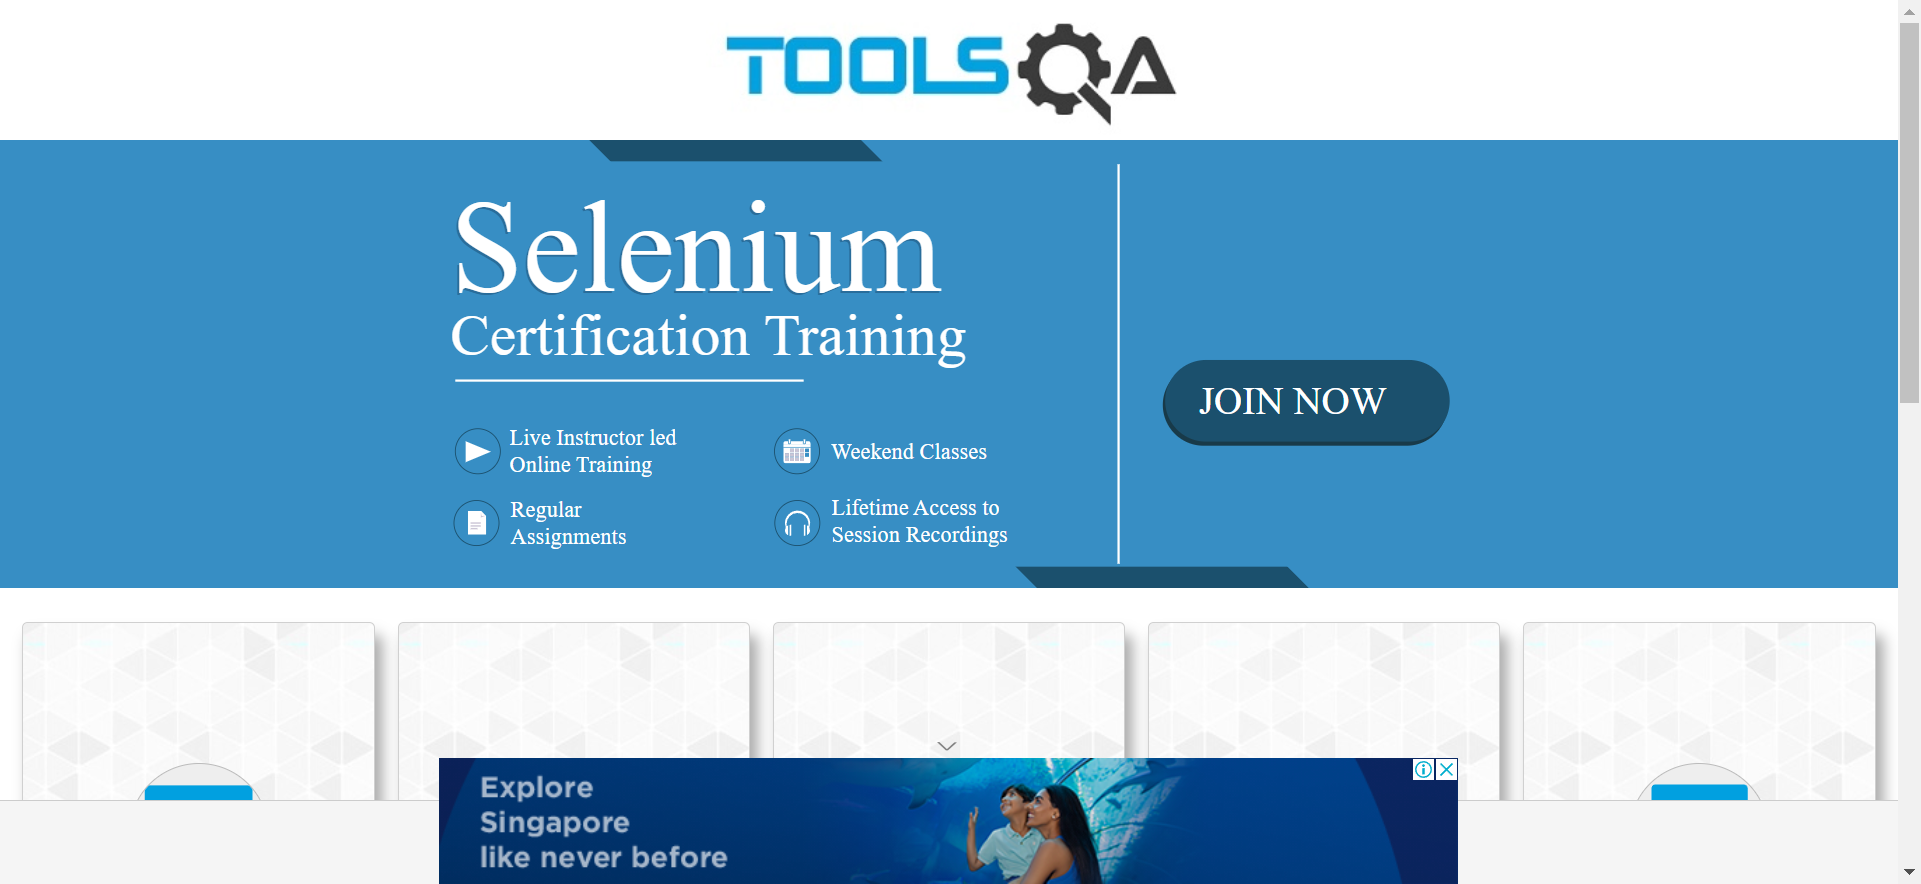 TOOLSQA
Selenium
Certification Training
JOIN NOW
Live Instructor led
Online Training
Weekend Classes
Regular
Assignments
Lifetime Access to
Session Recordings
Explore
Singapore
like never before